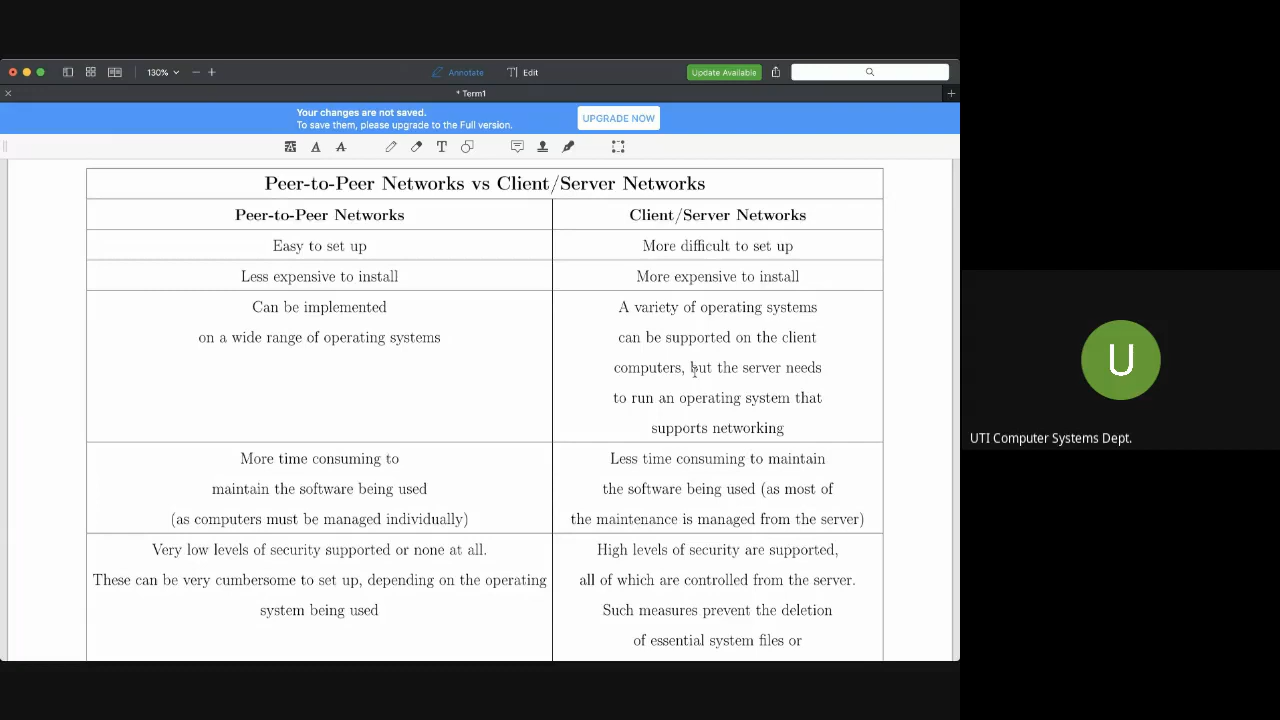 130%
Annotate
Edit
Update Available
* Term1
Your changes are not saved.
To save them, please upgrade to the Full version.
UPGRADE NOW
Peer-to-Peer Networks vs Client/Server Networks
Peer-to-Peer Networks
Client/Server Networks
Easy to set up
More difficult to set up
Less expensive to install
More expensive to install
Can be implemented
on a wide range of operating systems
A variety of operating systems
can be supported on the client
computers, but the server needs
to run an operating system that
supports networking
More time consuming to
maintain the software being used
(as computers must be managed individually)
Less time consuming to maintain
the software being used (as most of
the maintenance is managed from the server)
Very low levels of security supported or none at all.
These can be very cumbersome to set up, depending on the operating
system being used
High levels of security are supported,
all of which are controlled from the server.
Such measures prevent the deletion
of essential system files or
U
UTI Computer Systems Dept.